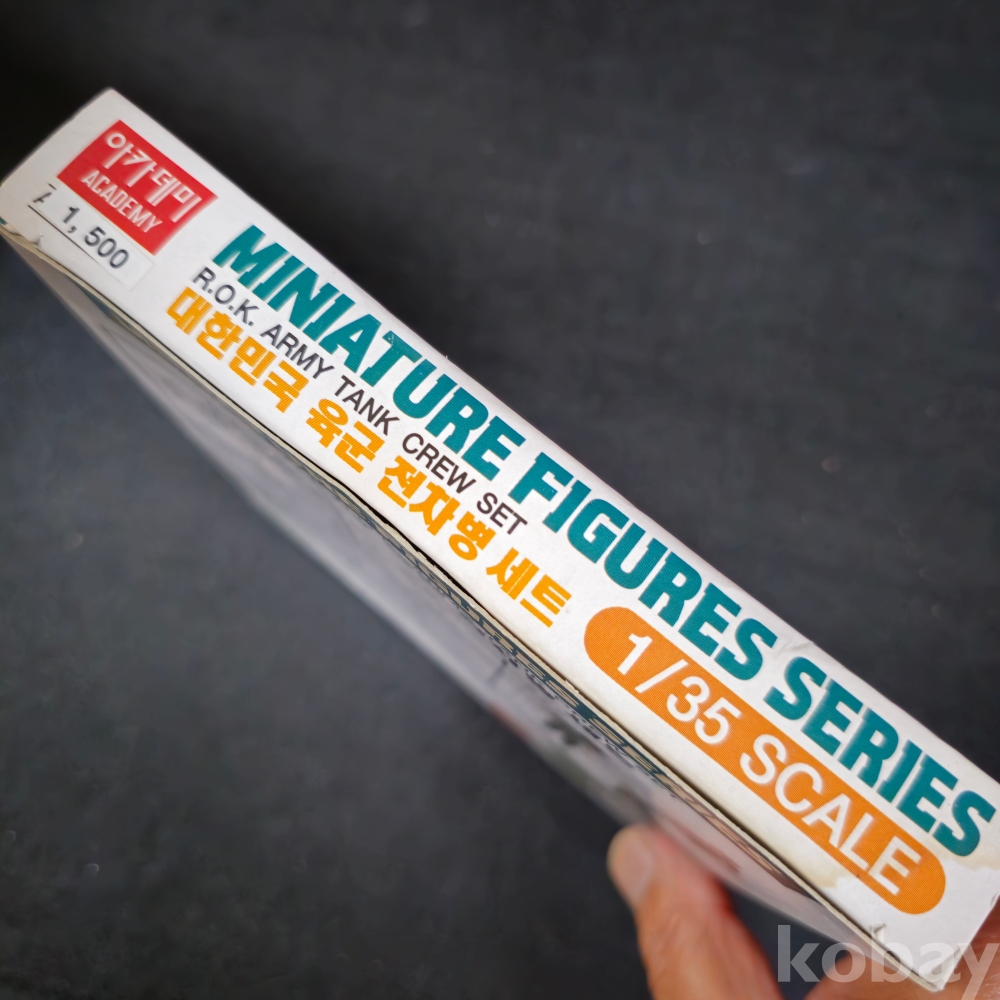 아카데미
ACADEMY
1,500
MINIATURE FIGURES SERIES
R.O.K. ARMY TANK CREW SET
대한민국 육군 전차병 세트
1/35 SCALE
kobay